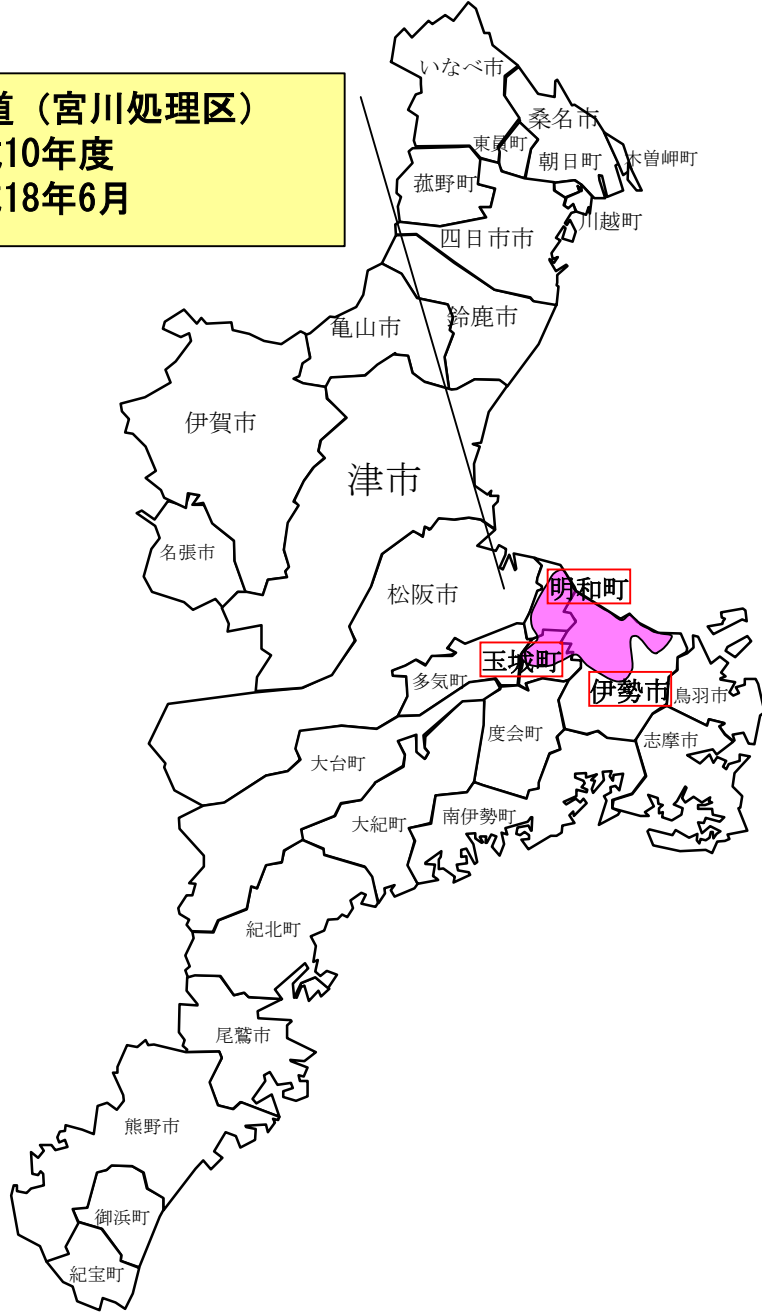 道（宮川処理区）
10年度
18年6月
いなべ市
桑名市
東員町
朝日町
木曽岬町
菰野町
川越町
四日市市
鈴鹿市
亀山市
伊賀市
津市
名張市
松阪市
明和町
玉城町
多気町
伊勢市
鳥羽市
度会町
志摩市
大台町
大紀町
南伊勢町
紀北町
尾鷲市
熊野市
御浜町
紀宝町